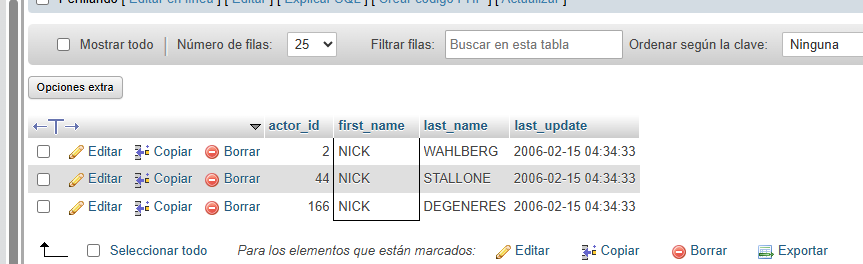 Perfilando [ Editar en línea ] [ Editar ] [ Explicar SQL ] [ Crear código PHP ] [ Actualizar ]
Mostrar todo Número de filas: 25 Filtrar filas: Buscar en esta tabla Ordenar según la clave: Ninguna
Opciones extra
←T→ actor_id first_name last_name last_update
Editar Copiar Borrar 2 NICK WAHLBERG 2006-02-15 04:34:33
Editar Copiar Borrar 44 NICK STALLONE 2006-02-15 04:34:33
Editar Copiar Borrar 166 NICK DEGENERES 2006-02-15 04:34:33
Seleccionar todo Para los elementos que están marcados: Editar Copiar Borrar Exportar